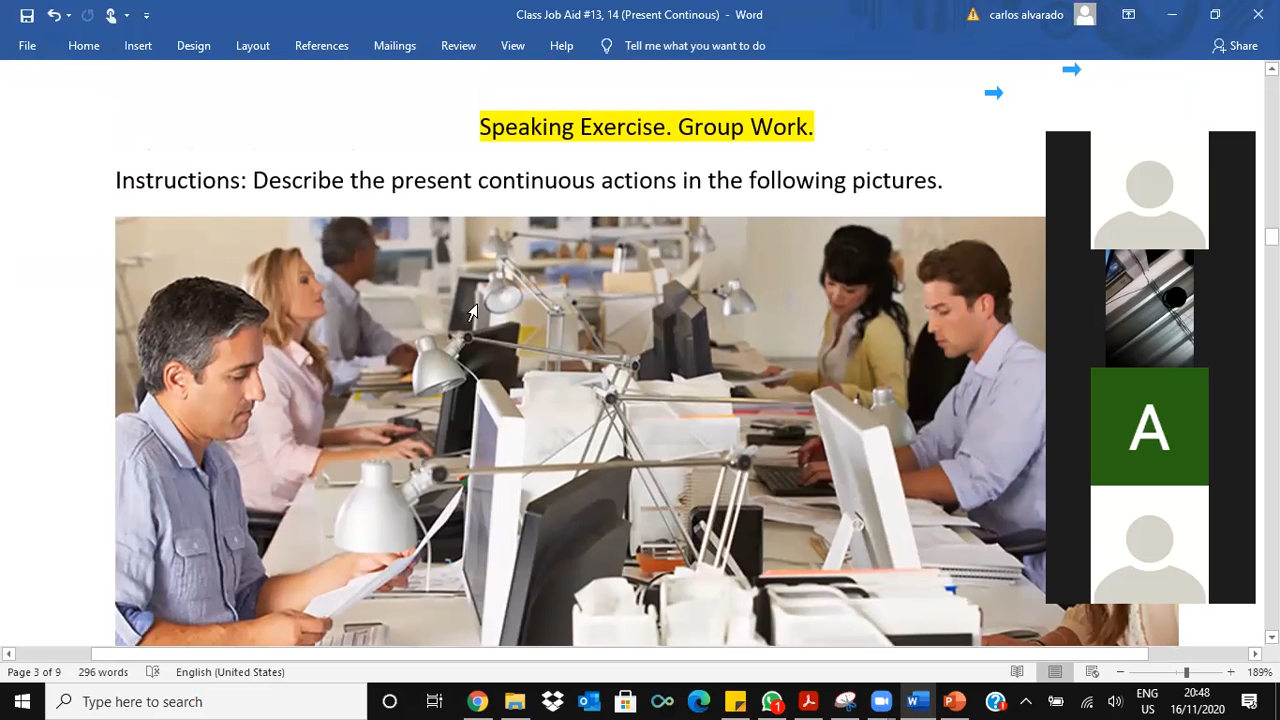 Class Job Aid #13, 14 (Present Continous) - Word
carlos alvarado
File Home Insert Design Layout References Mailings Review View Help Tell me what you want to do Share
Speaking Exercise. Group Work.
Instructions: Describe the present continuous actions in the following pictures.
A
Page 3 of 9 296 words English (United States) 189%
Type here to search
1
ENG
US
20:48
16/11/2020